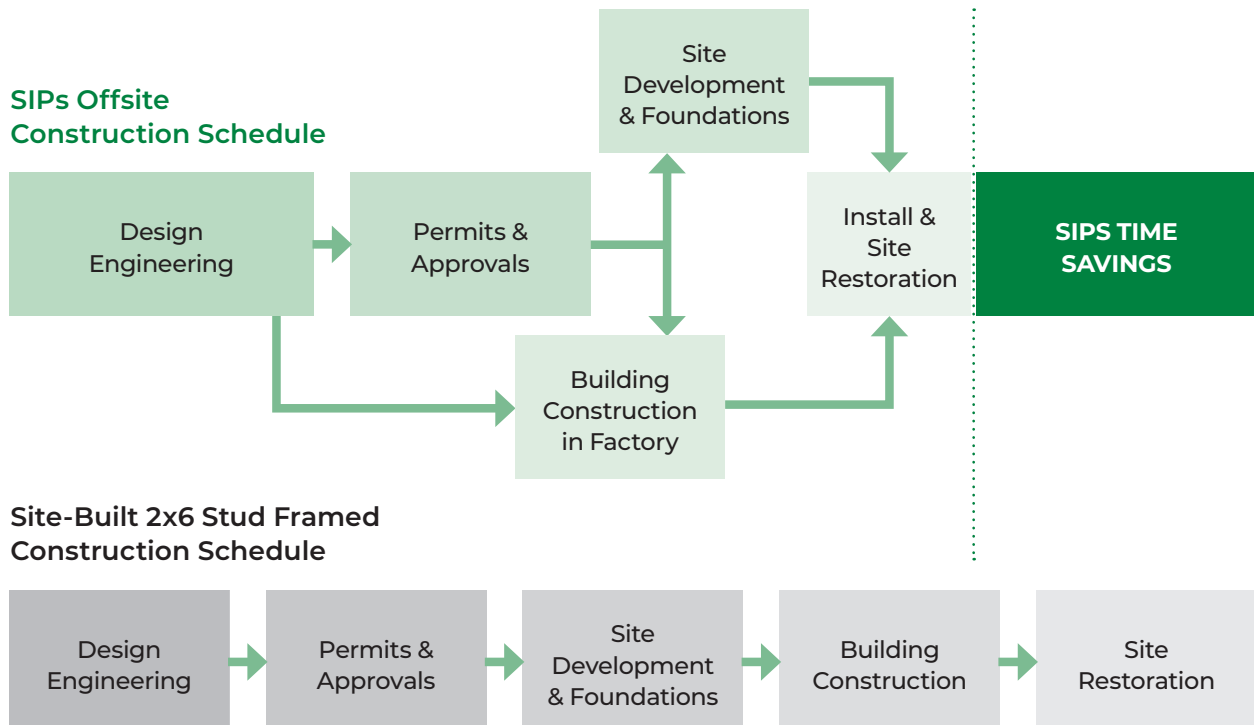 SIPs Offsite
Construction Schedule
Site
Development
& Foundations
Design
Engineering
Permits &
Approvals
Install &
Site
Restoration
SIPS TIME
SAVINGS
Building
Construction
in Factory
Site-Built 2x6 Stud Framed
Construction Schedule
Design
Engineering
Permits &
Approvals
Site
Development
& Foundations
Building
Construction
Site
Restoration